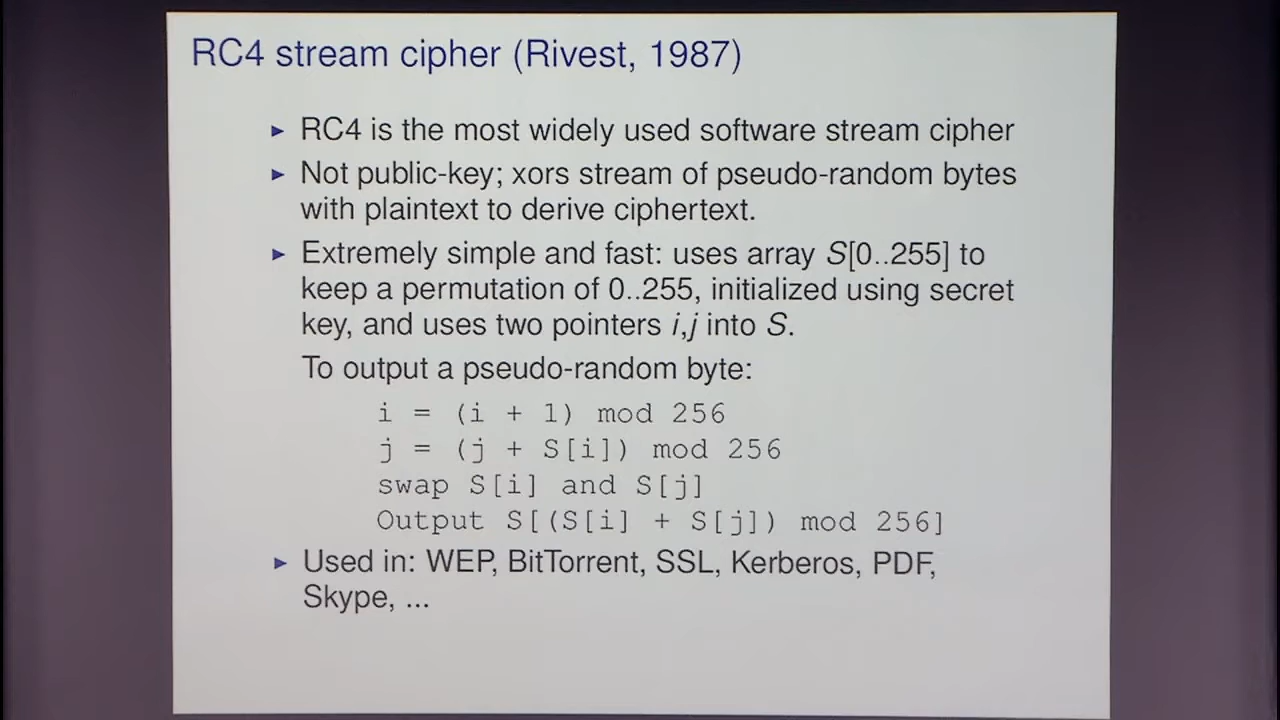 RC4 stream cipher (Rivest, 1987)
► RC4 is the most widely used software stream cipher
► Not public-key; xors stream of pseudo-random bytes
with plaintext to derive ciphertext.
► Extremely simple and fast: uses array S[0..255] to
keep a permutation of 0..255, initialized using secret
key, and uses two pointers i,j into S.
To output a pseudo-random byte:
i = (i + 1) mod 256
j = (j + S[i]) mod 256
swap S[i] and S[j]
Output S[(S[i] + S[j]) mod 256]
► Used in: WEP, BitTorrent, SSL, Kerberos, PDF,
Skype, ...